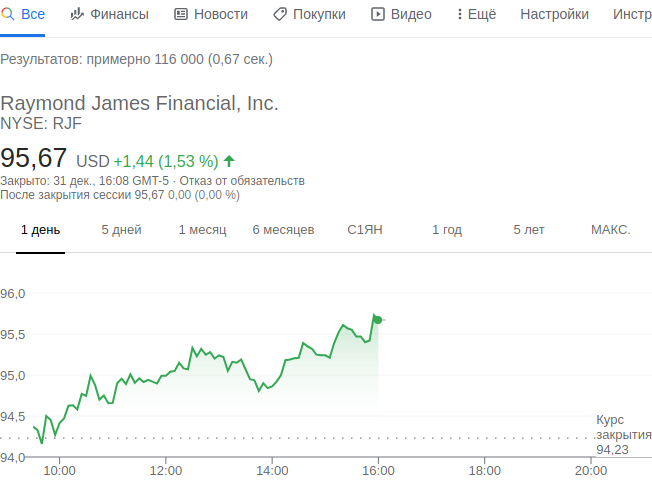 Все Финансы Новости Покупки Видео Ещё Настройки Инстр
Результатов: примерно 116 000 (0,67 сек.)
Raymond James Financial, Inc.
NYSE: RJF
95,67 USD +1,44 (1,53 %)
Закрыто: 31 дек., 16:08 GMT-5 · Отказ от обязательств
После закрытия сессии 95,67 0,00 (0,00 %)
1 день 5 дней 1 месяц 6 месяцев С1ЯН 1 год 5 лет МАКС.
96,0
95,5
95,0
94,5
94,0
Курс
закрытия
94,23
10:00 12:00 14:00 16:00 18:00 20:00